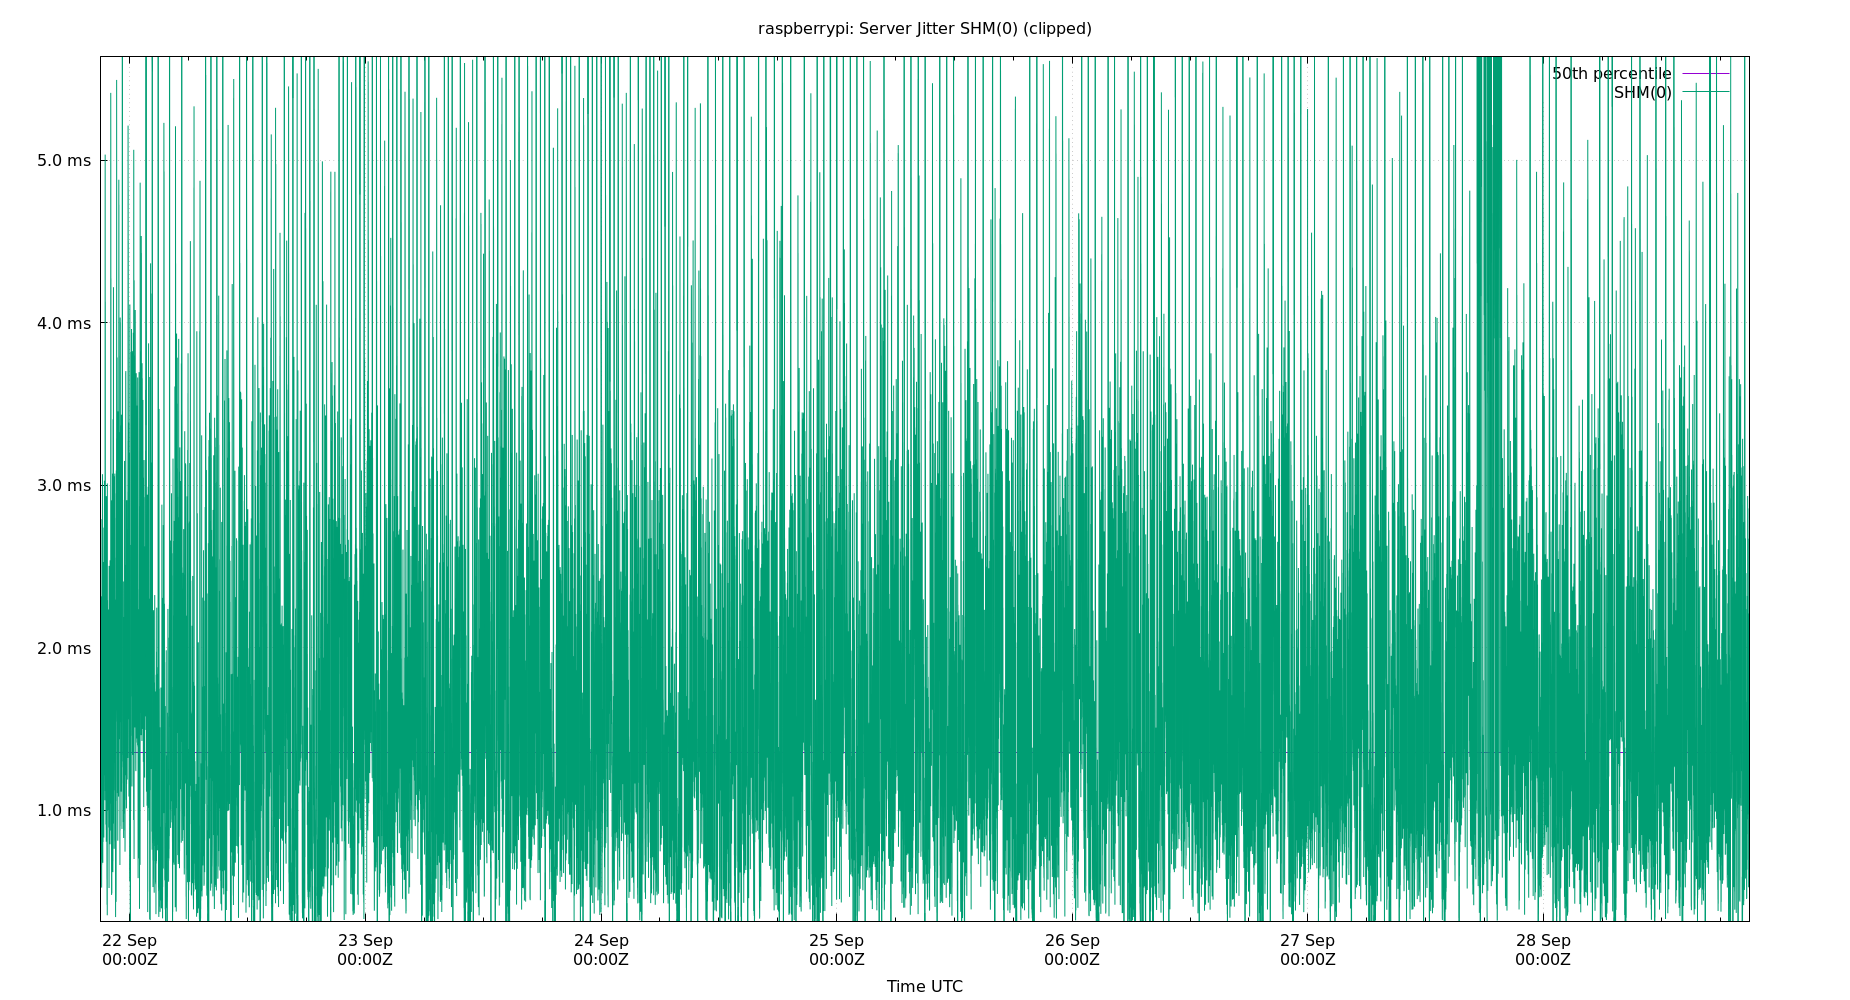 raspberrypi: Server Jitter SHM(0) (clipped)
50th percentile
SHM(0)
5.0 ms
4.0 ms
3.0 ms
2.0 ms
1.0 ms
22 Sep 23 Sep 24 Sep 25 Sep 26 Sep 27 Sep 28 Sep
00:00Z 00:00Z 00:00Z 00:00Z 00:00Z 00:00Z 00:00Z
Time UTC